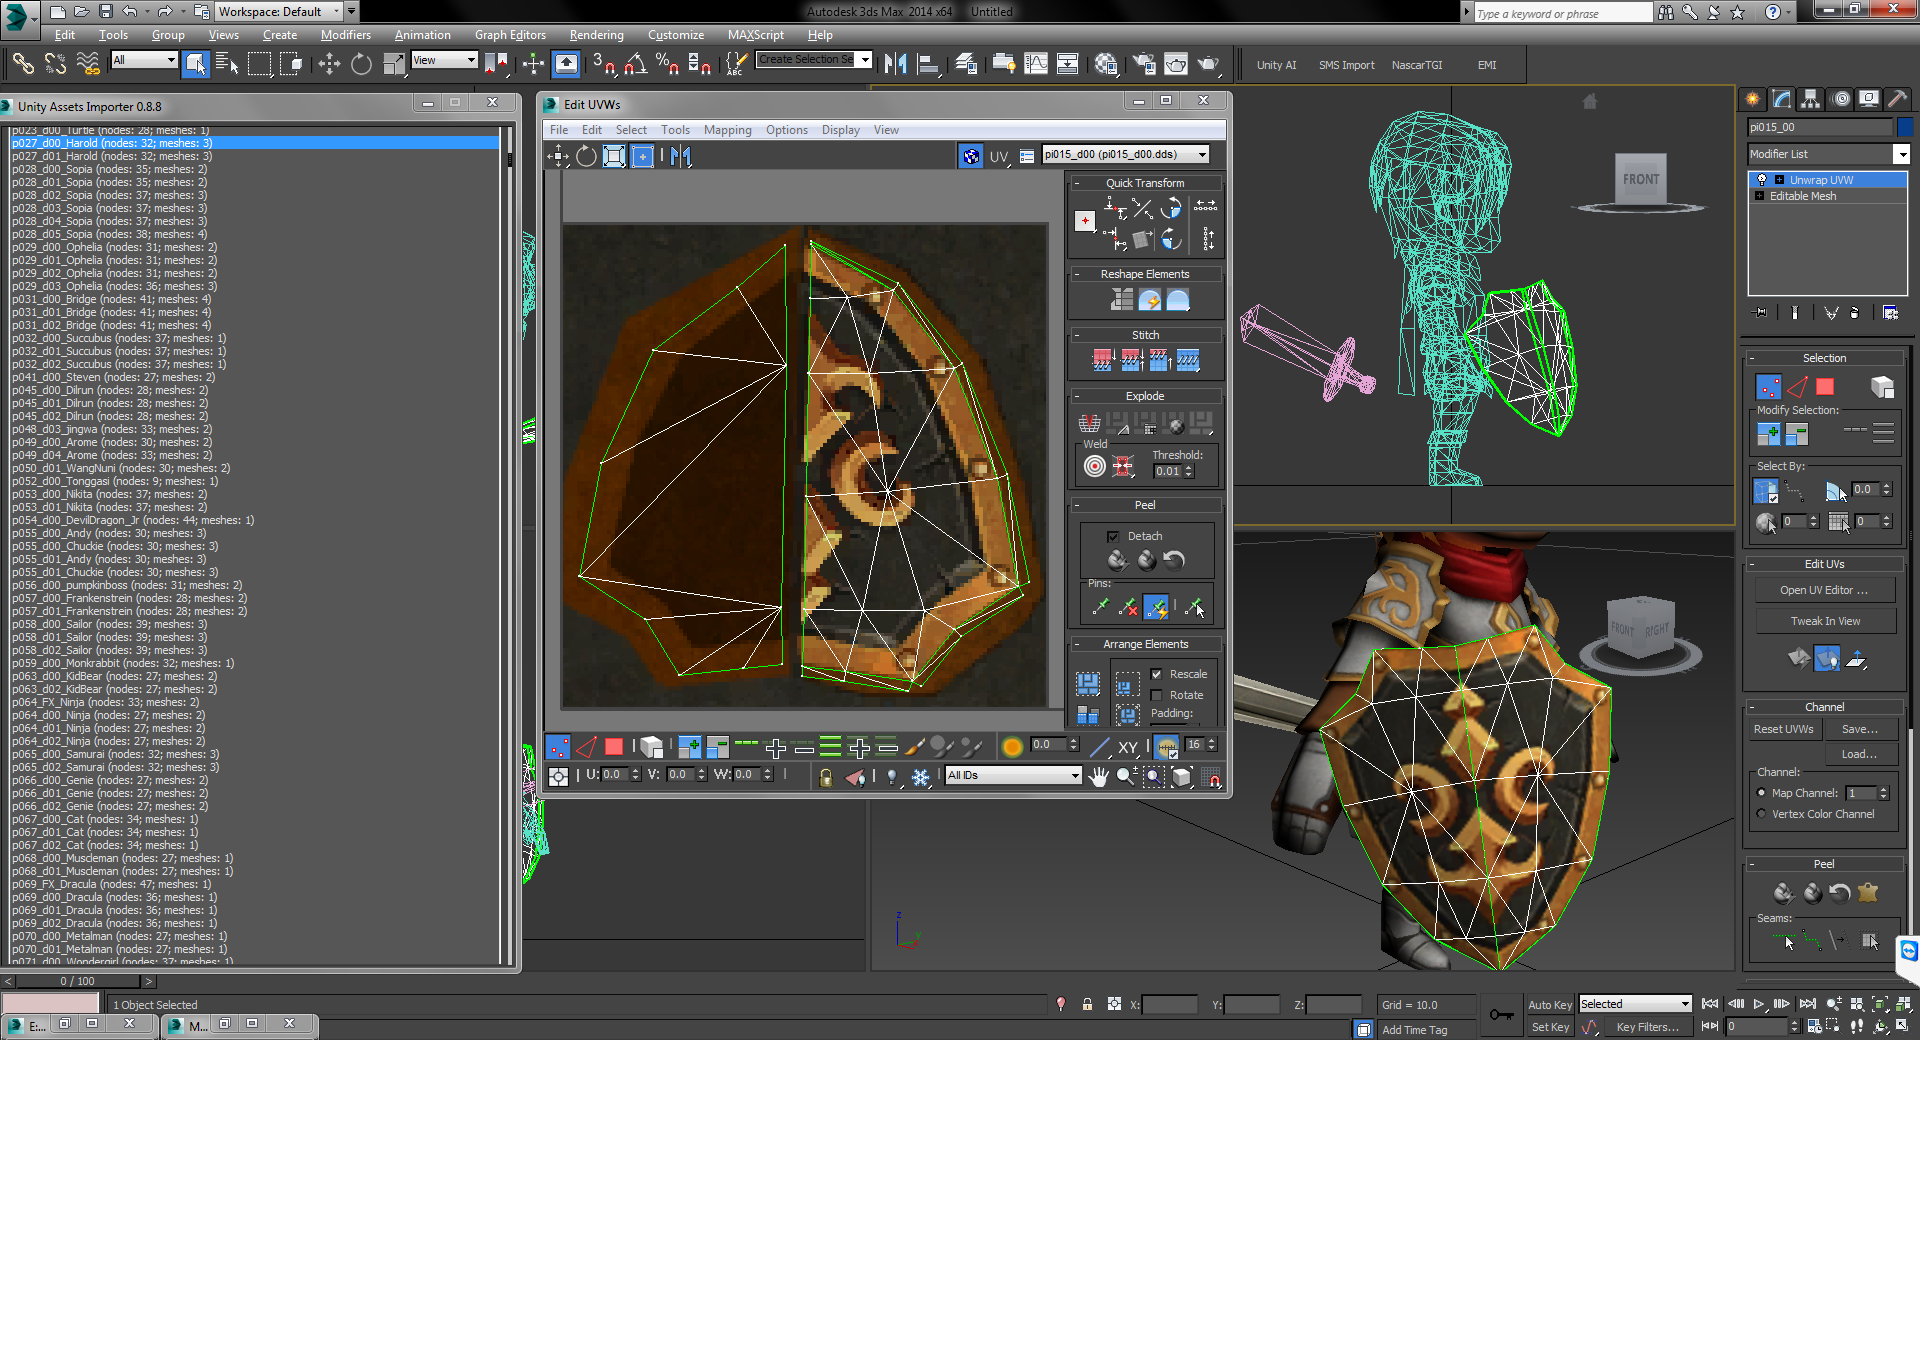 Workspace: Default
Autodesk 3ds Max 2014 x64 Untitled
Type a keyword or phrase
Edit Tools Group Views Create Modifiers Animation Graph Editors Rendering Customize MAXScript Help
All
View
Create Selection Se
Unity AI SMS Import NascarTGI EMI
Unity Assets Importer 0.8.8
p023_d00_Turtle (nodes: 28; meshes: 1)
p027_d00_Harold (nodes: 32; meshes: 3)
p027_d01_Harold (nodes: 32; meshes: 3)
p028_d00_Sopia (nodes: 35; meshes: 2)
p028_d01_Sopia (nodes: 35; meshes: 2)
p028_d02_Sopia (nodes: 37; meshes: 3)
p028_d03_Sopia (nodes: 37; meshes: 3)
p028_d04_Sopia (nodes: 37; meshes: 3)
p028_d05_Sopia (nodes: 38; meshes: 4)
p029_d00_Ophelia (nodes: 31; meshes: 2)
p029_d01_Ophelia (nodes: 31; meshes: 2)
p029_d02_Ophelia (nodes: 31; meshes: 2)
p029_d03_Ophelia (nodes: 36; meshes: 3)
p031_d00_Bridge (nodes: 41; meshes: 4)
p031_d01_Bridge (nodes: 41; meshes: 4)
p031_d02_Bridge (nodes: 41; meshes: 4)
p032_d00_Succubus (nodes: 37; meshes: 1)
p032_d01_Succubus (nodes: 37; meshes: 1)
p032_d02_Succubus (nodes: 37; meshes: 1)
p041_d00_Steven (nodes: 27; meshes: 2)
p045_d00_Dilrun (nodes: 28; meshes: 2)
p045_d01_Dilrun (nodes: 28; meshes: 2)
p045_d02_Dilrun (nodes: 28; meshes: 2)
p048_d03_jingwa (nodes: 33; meshes: 2)
p049_d00_Arome (nodes: 30; meshes: 2)
p049_d04_Arome (nodes: 33; meshes: 2)
p050_d01_WangNuni (nodes: 30; meshes: 2)
p052_d00_Tonggasi (nodes: 9; meshes: 1)
p053_d00_Nikita (nodes: 37; meshes: 2)
p053_d01_Nikita (nodes: 37; meshes: 2)
p054_d00_DevilDragon_Jr (nodes: 44; meshes: 1)
p055_d00_Andy (nodes: 30; meshes: 3)
p055_d00_Chuckie (nodes: 30; meshes: 3)
p055_d01_Andy (nodes: 30; meshes: 3)
p055_d01_Chuckie (nodes: 30; meshes: 3)
p056_d00_pumpkinboss (nodes: 31; meshes: 2)
p057_d00_Frankenstrein (nodes: 28; meshes: 2)
p057_d01_Frankenstrein (nodes: 28; meshes: 2)
p058_d00_Sailor (nodes: 39; meshes: 3)
p058_d01_Sailor (nodes: 39; meshes: 3)
p058_d02_Sailor (nodes: 39; meshes: 3)
p059_d00_Monkrabbit (nodes: 32; meshes: 1)
p063_d00_KidBear (nodes: 27; meshes: 2)
p063_d02_KidBear (nodes: 27; meshes: 2)
p064_FX_Ninja (nodes: 33; meshes: 2)
p064_d00_Ninja (nodes: 27; meshes: 2)
p064_d01_Ninja (nodes: 27; meshes: 2)
p064_d02_Ninja (nodes: 27; meshes: 2)
p065_d00_Samurai (nodes: 32; meshes: 3)
p065_d02_Samurai (nodes: 32; meshes: 3)
p066_d00_Genie (nodes: 27; meshes: 2)
p066_d01_Genie (nodes: 27; meshes: 2)
p066_d02_Genie (nodes: 27; meshes: 2)
p067_d00_Cat (nodes: 34; meshes: 1)
p067_d01_Cat (nodes: 34; meshes: 1)
p067_d02_Cat (nodes: 34; meshes: 1)
p068_d00_Muscleman (nodes: 27; meshes: 1)
p068_d01_Muscleman (nodes: 27; meshes: 1)
p069_FX_Dracula (nodes: 47; meshes: 1)
p069_d00_Dracula (nodes: 36; meshes: 1)
p069_d01_Dracula (nodes: 36; meshes: 1)
p069_d02_Dracula (nodes: 36; meshes: 1)
p070_d00_Metalman (nodes: 27; meshes: 1)
p070_d01_Metalman (nodes: 27; meshes: 1)
p071_d00_Wondergirl (nodes: 37; meshes: 1)
Edit UVWs
File Edit Select Tools Mapping Options Display View
UV
pi015_d00 (pi015_d00.dds)
Quick Transform
Reshape Elements
Stitch
Explode
Weld
Threshold:
0.01
Peel
Detach
Pins:
Arrange Elements
Rescale
Rotate
Padding:
0.0
XY
16
U: 0.0 V: 0.0 W: 0.0
All IDs
FRONT
FRONT RIGHT
z
y
pi015_00
Modifier List
Unwrap UVW
Editable Mesh
Selection
Modify Selection:
Select By:
0.0
0
0
Edit UVs
Open UV Editor ...
Tweak In View
Channel
Reset UVWs Save...
Load...
Channel:
Map Channel: 1
Vertex Color Channel
Peel
Seams:
< 0 / 100 >
1 Object Selected
X: Y: Z:
Grid = 10.0
Auto Key
Selected
Add Time Tag
Set Key
Key Filters...
0
E:...
M...